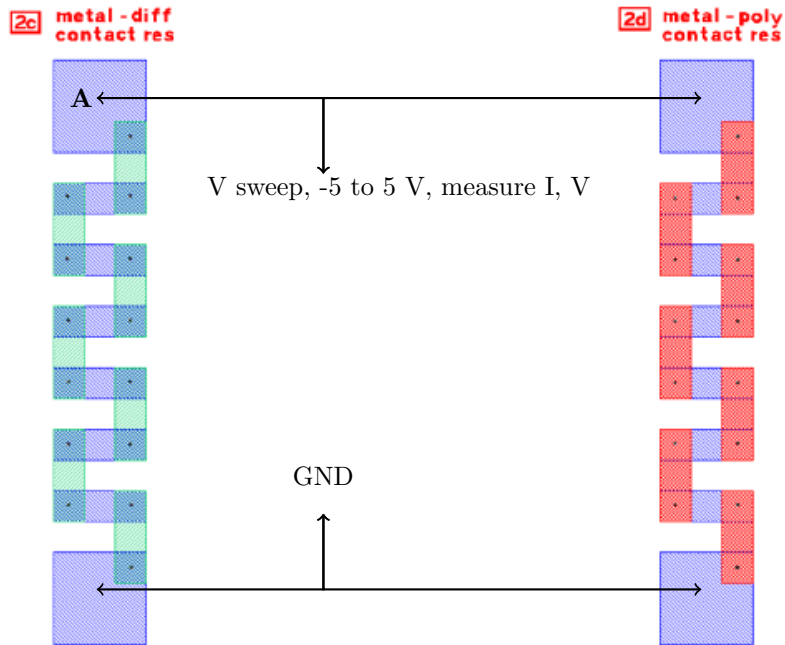 2c metal-diff
contact res
2d metal-poly
contact res
A
V sweep, -5 to 5 V, measure I, V
GND